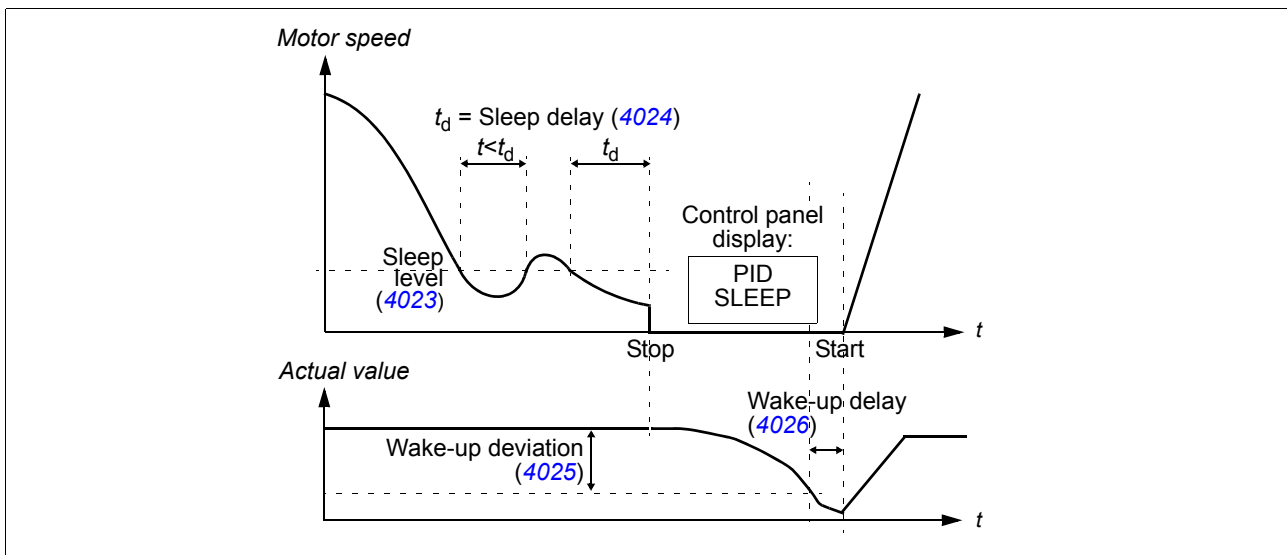 Motor speed
t_d = Sleep delay (4024)
t<t_d
t_d
Control panel
display:
PID
SLEEP
Sleep
level
(4023)
t
Stop
Start
Actual value
Wake-up delay
(4026)
Wake-up deviation
(4025)
t